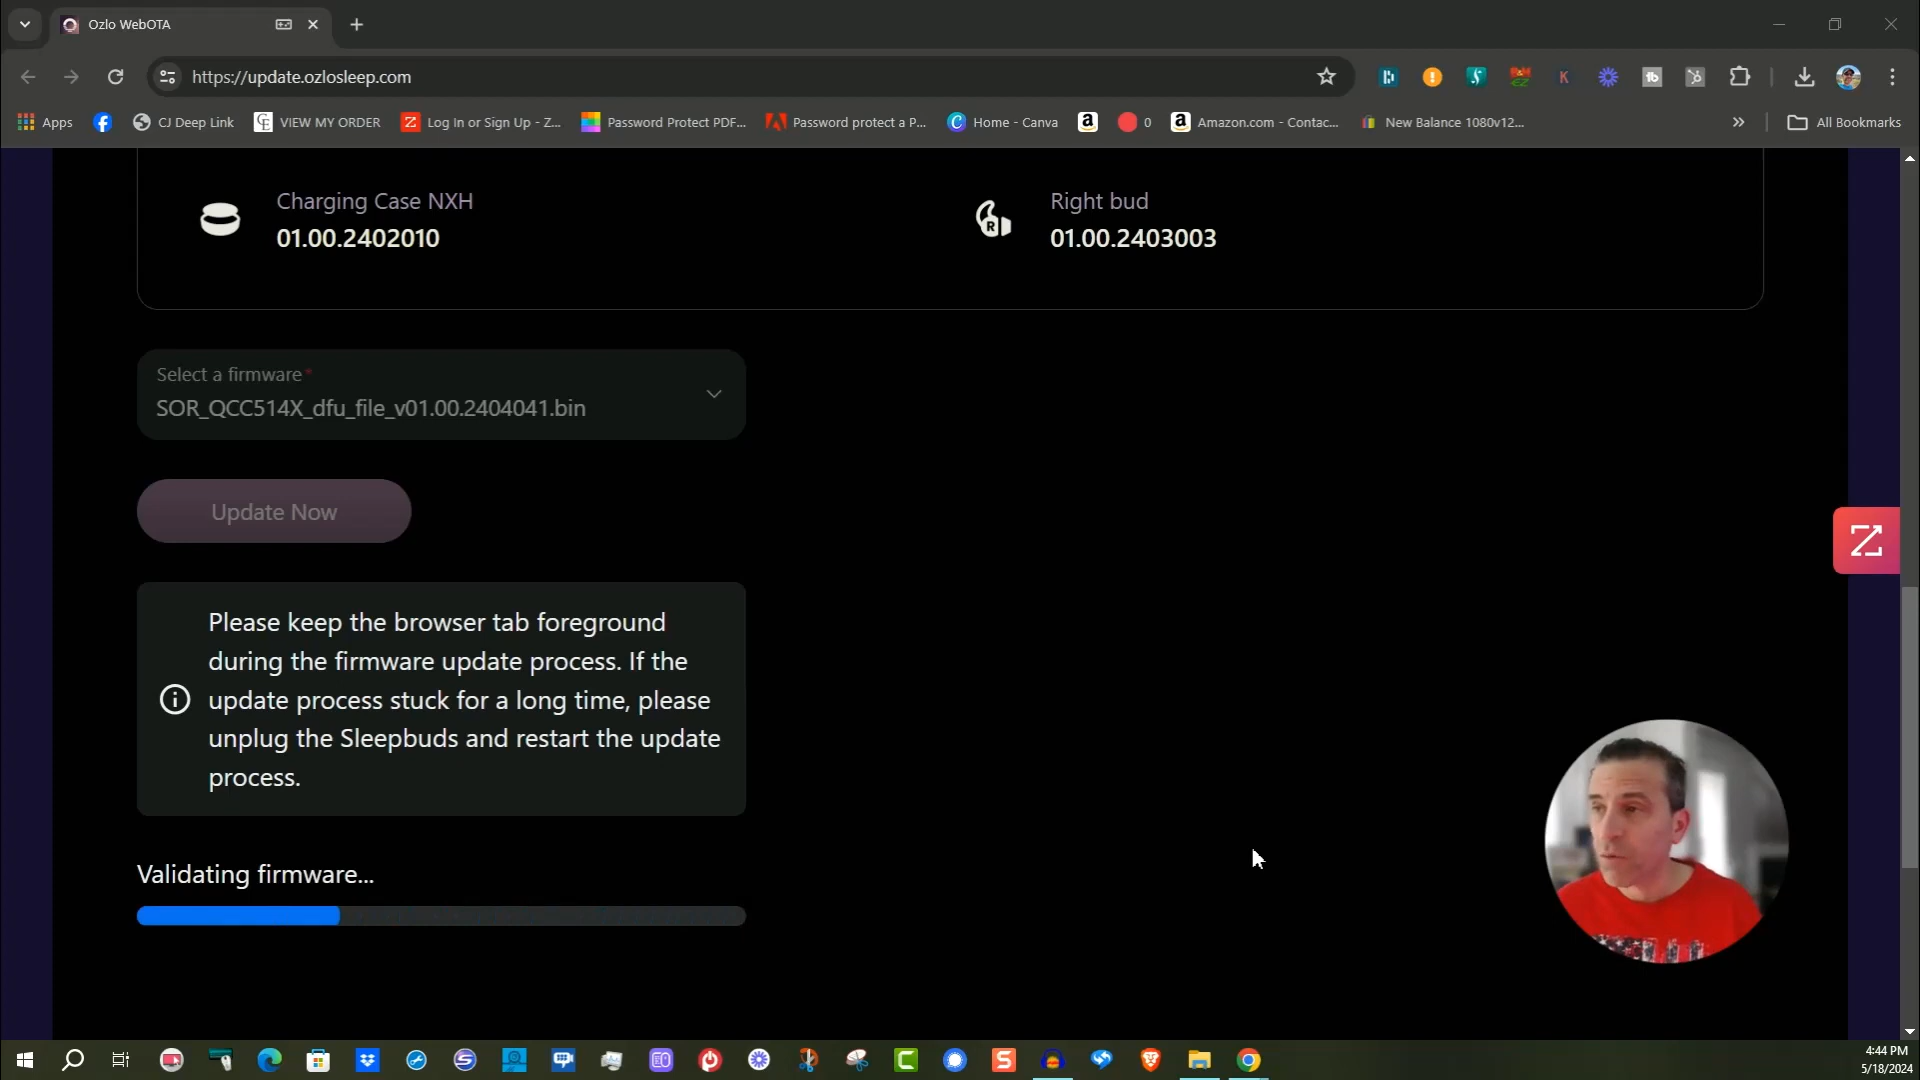 Ozlo WebOTA
https://update.ozlosleep.com
Apps
CJ Deep Link
VIEW MY ORDER
Log In or Sign Up - Z...
Password Protect PDF...
Password protect a P...
Home - Canva
0
Amazon.com - Contac...
New Balance 1080v12...
All Bookmarks
Charging Case NXH
01.00.2402010
Right bud
01.00.2403003
Select a firmware*
SOR_QCC514X_dfu_file_v01.00.2404041.bin
Update Now
Please keep the browser tab foreground
during the firmware update process. If the
update process stuck for a long time, please
unplug the Sleepbuds and restart the update
process.
Validating firmware...
4:44 PM
5/18/2024